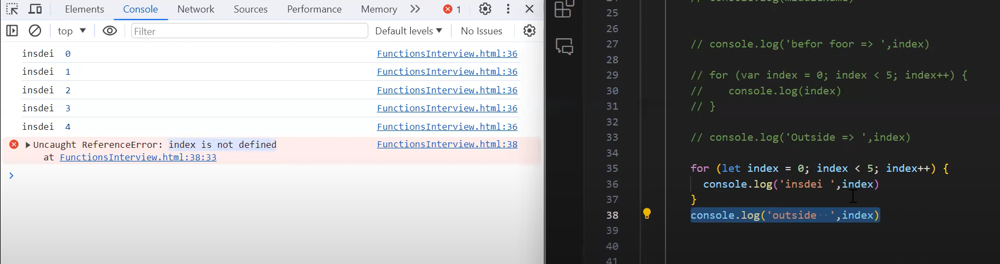 Elements Console Network Sources Performance Memory 1
top Filter Default levels No Issues
insdei 0 FunctionsInterview.html:36
insdei 1 FunctionsInterview.html:36
insdei 2 FunctionsInterview.html:36
insdei 3 FunctionsInterview.html:36
insdei 4 FunctionsInterview.html:36
Uncaught ReferenceError: index is not defined FunctionsInterview.html:38
at FunctionsInterview.html:38:33
25
26
27 // console.log('befor foor => ',index)
28
29 // for (var index = 0; index < 5; index++) {
30 //    console.log(index)
31 // }
32
33 // console.log('Outside => ',index)
34
35 for (let index = 0; index < 5; index++) {
36   console.log('insdei ',index)
37 }
38 console.log('outside  ',index)
39
40
41